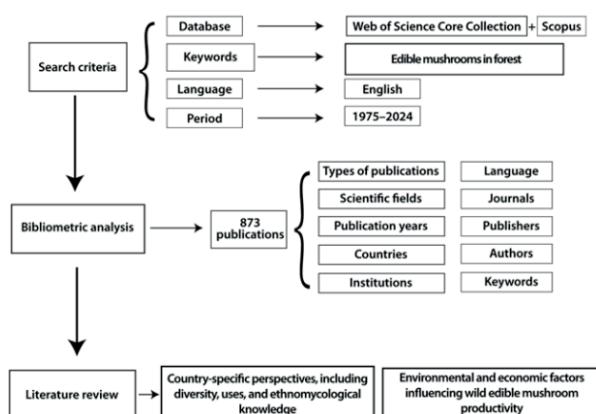 Search criteria
Database
Web of Science Core Collection + Scopus
Keywords
Edible mushrooms in forest
Language
English
Period
1975–2024
Bibliometric analysis
873
publications
Types of publications
Language
Scientific fields
Journals
Publication years
Publishers
Countries
Authors
Institutions
Keywords
Literature review
Country-specific perspectives, including
diversity, uses, and ethnomycological
knowledge
Environmental and economic factors
influencing wild edible mushroom
productivity